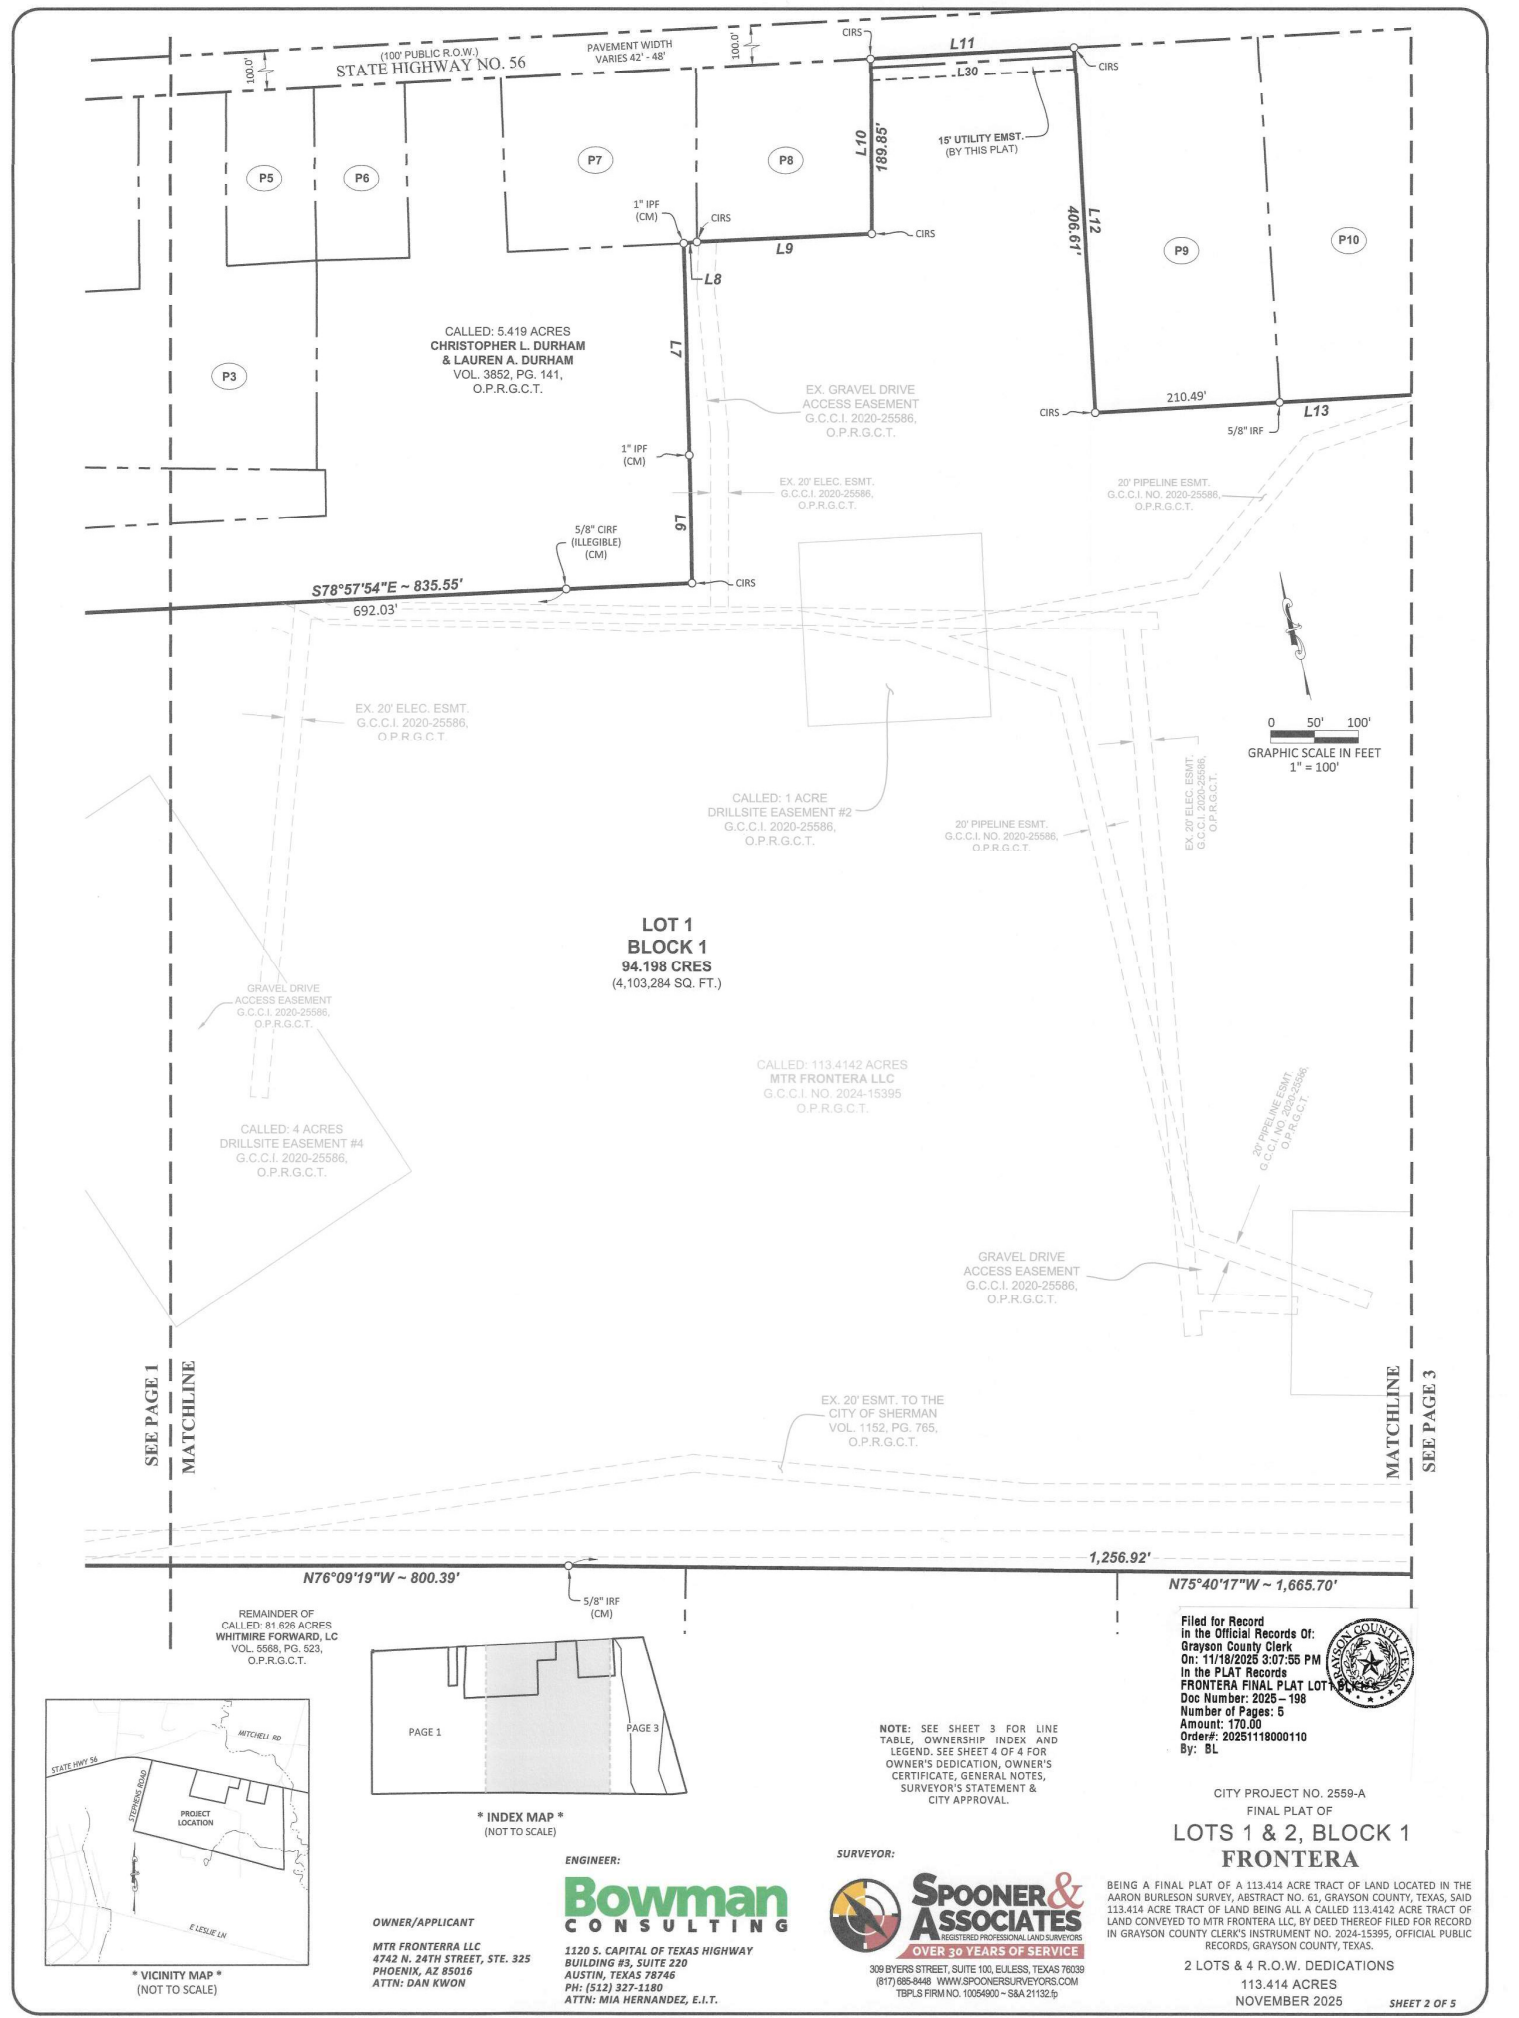 (100' PUBLIC R.O.W.)
STATE HIGHWAY NO. 56
PAVEMENT WIDTH
VARIES 42' - 48'
100.0'
100.0'
CIRS
L11
CIRS
L30
15' UTILITY EMST.
(BY THIS PLAT)
L10
189.85'
L12
406.61'
P5
P6
P7
P8
P9
P10
P3
1" IPF
(CM)
CIRS
CIRS
L9
L8
L7
CALLED: 5.419 ACRES
CHRISTOPHER L. DURHAM
& LAUREN A. DURHAM
VOL. 3852, PG. 141,
O.P.R.G.C.T.
EX. GRAVEL DRIVE
ACCESS EASEMENT
G.C.C.I. 2020-25586,
O.P.R.G.C.T.
CIRS
210.49'
L13
5/8" IRF
1" IPF
(CM)
EX. 20' ELEC. ESMT.
G.C.C.I. 2020-25586,
O.P.R.G.C.T.
20' PIPELINE ESMT.
G.C.C.I. NO. 2020-25586,
O.P.R.G.C.T.
L6
5/8" CIRF
(ILLEGIBLE)
(CM)
CIRS
S78°57'54"E ~ 835.55'
692.03'
EX. 20' ELEC. ESMT.
G.C.C.I. 2020-25586,
O.P.R.G.C.T.
0 50' 100'
GRAPHIC SCALE IN FEET
1" = 100'
CALLED: 1 ACRE
DRILLSITE EASEMENT #2
G.C.C.I. 2020-25586,
O.P.R.G.C.T.
20' PIPELINE ESMT.
G.C.C.I. NO. 2020-25586,
O.P.R.G.C.T.
EX. 20' ELEC. ESMT.
G.C.C.I. 2020-25586,
O.P.R.G.C.T.
LOT 1
BLOCK 1
94.198 CRES
(4,103,284 SQ. FT.)
GRAVEL DRIVE
ACCESS EASEMENT
G.C.C.I. 2020-25586,
O.P.R.G.C.T.
CALLED: 113.4142 ACRES
MTR FRONTERA LLC
G.C.C.I. NO. 2024-15395
O.P.R.G.C.T.
CALLED: 4 ACRES
DRILLSITE EASEMENT #4
G.C.C.I. 2020-25586,
O.P.R.G.C.T.
20' PIPELINE ESMT.
G.C.C.I. NO. 2020-25586,
O.P.R.G.C.T.
GRAVEL DRIVE
ACCESS EASEMENT
G.C.C.I. 2020-25586,
O.P.R.G.C.T.
SEE PAGE 1
MATCHLINE
MATCHLINE
SEE PAGE 3
EX. 20' ESMT. TO THE
CITY OF SHERMAN
VOL. 1152, PG. 765,
O.P.R.G.C.T.
1,256.92'
N76°09'19"W ~ 800.39'
N75°40'17"W ~ 1,665.70'
5/8" IRF
(CM)
REMAINDER OF
CALLED: 81.626 ACRES
WHITMIRE FORWARD, LC
VOL. 5568, PG. 523,
O.P.R.G.C.T.
PAGE 1
PAGE 3
* INDEX MAP *
(NOT TO SCALE)
Filed for Record
in the Official Records Of:
Grayson County Clerk
On: 11/18/2025 3:07:55 PM
In the PLAT Records
FRONTERA FINAL PLAT LOT1 BLK
Doc Number: 2025 – 198
Number of Pages: 5
Amount: 170.00
Order#: 20251118000110
By: BL
GRAYSON COUNTY, TEXAS
NOTE: SEE SHEET 3 FOR LINE
TABLE, OWNERSHIP INDEX AND
LEGEND. SEE SHEET 4 OF 4 FOR
OWNER'S DEDICATION, OWNER'S
CERTIFICATE, GENERAL NOTES,
SURVEYOR'S STATEMENT &
CITY APPROVAL.
MITCHELL RD
STATE HWY 56
STEPHENS ROAD
PROJECT
LOCATION
E LESLIE LN
* VICINITY MAP *
(NOT TO SCALE)
OWNER/APPLICANT
MTR FRONTERRA LLC
4742 N. 24TH STREET, STE. 325
PHOENIX, AZ 85016
ATTN: DAN KWON
ENGINEER:
Bowman
CONSULTING
1120 S. CAPITAL OF TEXAS HIGHWAY
BUILDING #3, SUITE 220
AUSTIN, TEXAS 78746
PH: (512) 327-1180
ATTN: MIA HERNANDEZ, E.I.T.
SURVEYOR:
SPOONER &
ASSOCIATES
REGISTERED PROFESSIONAL LAND SURVEYORS
OVER 30 YEARS OF SERVICE
309 BYERS STREET, SUITE 100, EULESS, TEXAS 76039
(817) 685-8448 WWW.SPOONERSURVEYORS.COM
TBPLS FIRM NO. 10054900 ~ S&A 21132.fp
CITY PROJECT NO. 2559-A
FINAL PLAT OF
LOTS 1 & 2, BLOCK 1
FRONTERA
BEING A FINAL PLAT OF A 113.414 ACRE TRACT OF LAND LOCATED IN THE
AARON BURLESON SURVEY, ABSTRACT NO. 61, GRAYSON COUNTY, TEXAS, SAID
113.414 ACRE TRACT OF LAND BEING ALL A CALLED 113.4142 ACRE TRACT OF
LAND CONVEYED TO MTR FRONTERA LLC, BY DEED THEREOF FILED FOR RECORD
IN GRAYSON COUNTY CLERK'S INSTRUMENT NO. 2024-15395, OFFICIAL PUBLIC
RECORDS, GRAYSON COUNTY, TEXAS.
2 LOTS & 4 R.O.W. DEDICATIONS
113.414 ACRES
NOVEMBER 2025
SHEET 2 OF 5